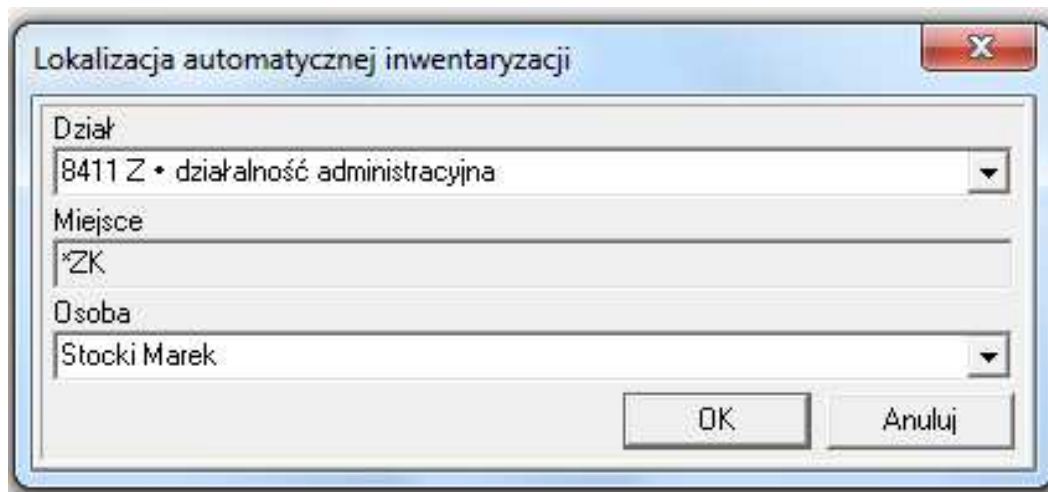 Lokalizacja automatycznej inwentaryzacji
Dział
8411 Z • działalność administracyjna
Miejsce
*ZK
Osoba
Stocki Marek
OK Anuluj